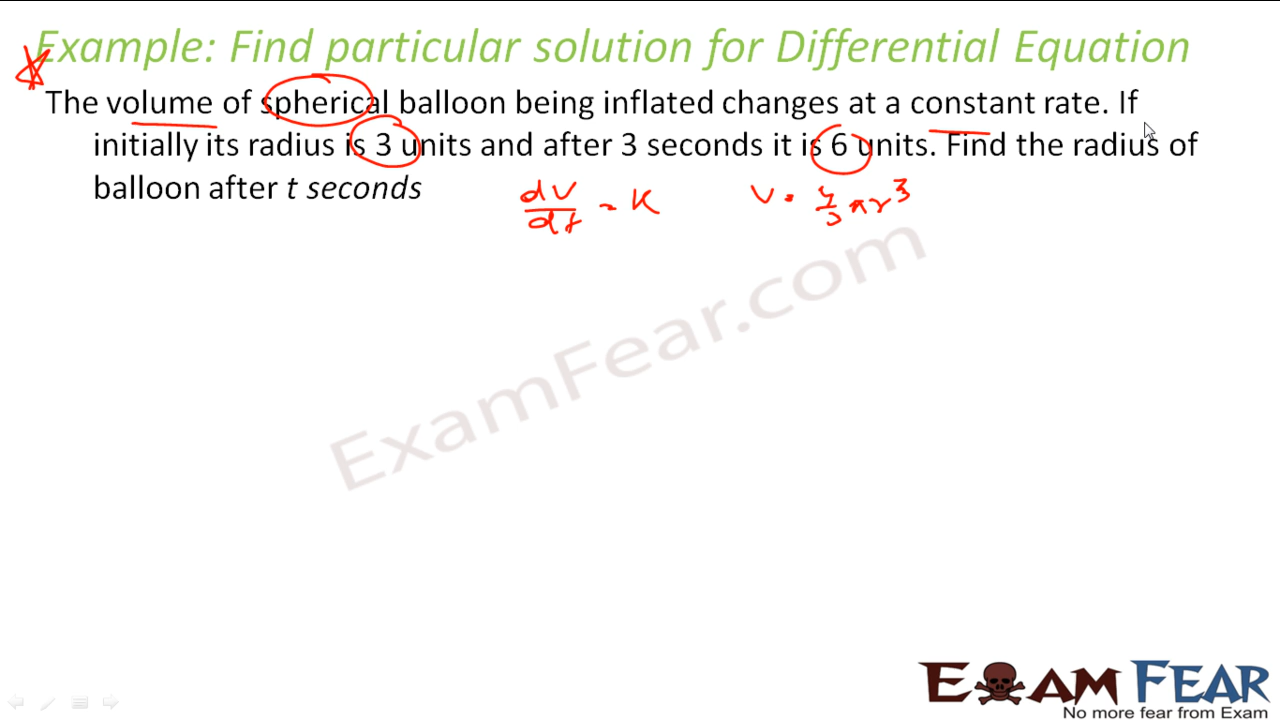 Example: Find particular solution for Differential Equation
The volume of spherical balloon being inflated changes at a constant rate. If
initially its radius is 3 units and after 3 seconds it is 6 units. Find the radius of
balloon after t seconds
dV/dt = K V = 4/3 πr³
ExamFear.com
EXAM FEAR
No more fear from Exam